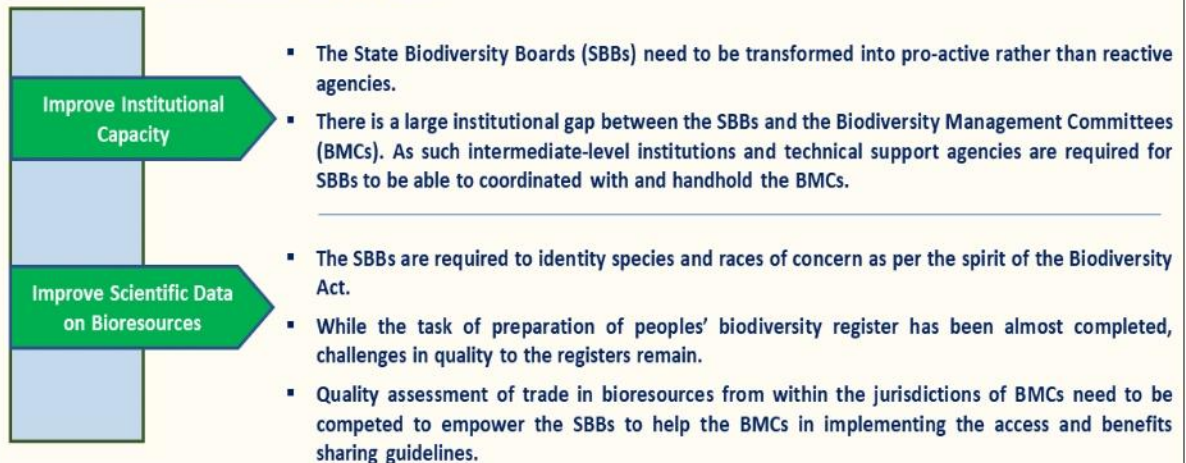 Improve Institutional
Capacity
▪ The State Biodiversity Boards (SBBs) need to be transformed into pro-active rather than reactive
agencies.
▪ There is a large institutional gap between the SBBs and the Biodiversity Management Committees
(BMCs). As such intermediate-level institutions and technical support agencies are required for
SBBs to be able to coordinated with and handhold the BMCs.
Improve Scientific Data
on Bioresources
▪ The SBBs are required to identity species and races of concern as per the spirit of the Biodiversity
Act.
▪ While the task of preparation of peoples’ biodiversity register has been almost completed,
challenges in quality to the registers remain.
▪ Quality assessment of trade in bioresources from within the jurisdictions of BMCs need to be
competed to empower the SBBs to help the BMCs in implementing the access and benefits
sharing guidelines.